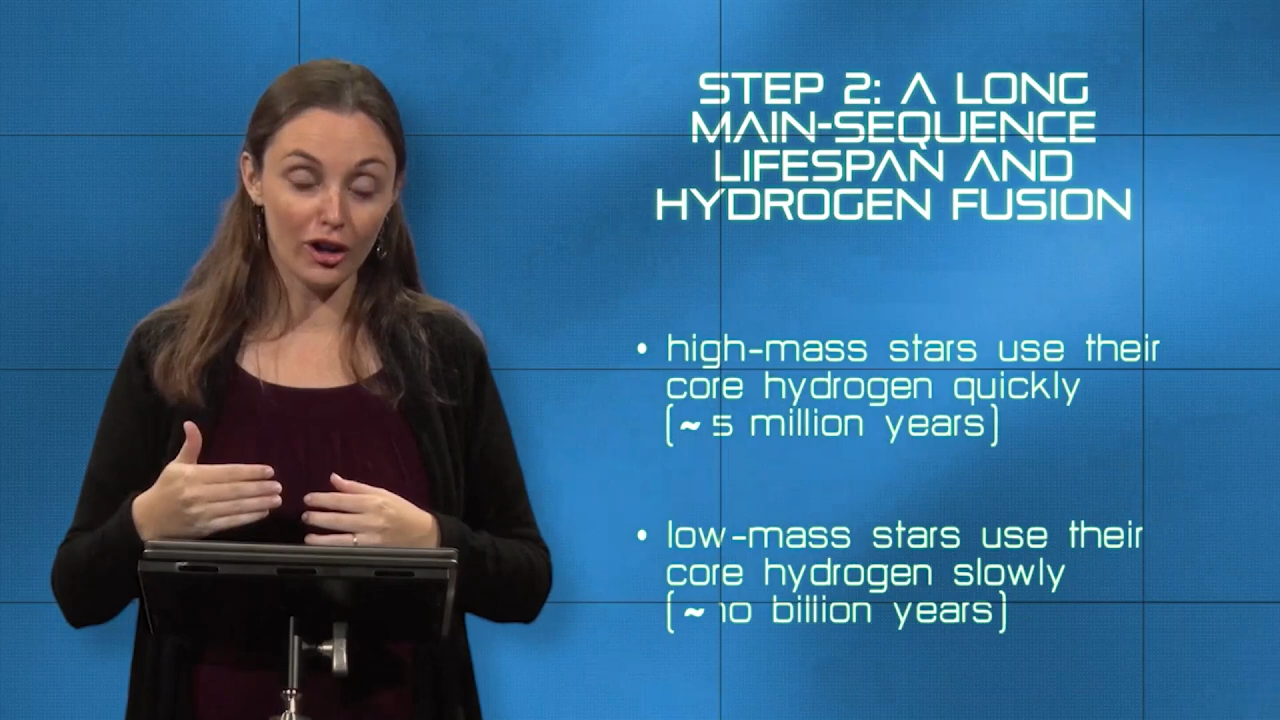 STEP 2: A LONG
MAIN-SEQUENCE
LIFESPAN AND
HYDROGEN FUSION
• high-mass stars use their
core hydrogen quickly
(~ 5 million years)
• low-mass stars use their
core hydrogen slowly
(~ 10 billion years)